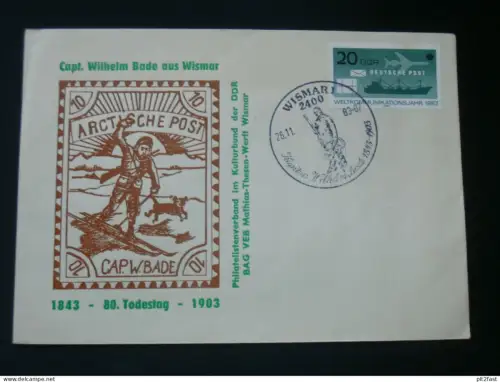 Capt. Wilhelm Bade aus Wismar
10 10
ARCTISCHE POST
CAP.W.BADE
10 10
1843 - 80. Todestag - 1903
Philatelistenverband im Kulturbund der DDR
BAG VEB Mathias-Thesen-Werft Wismar
20 DDR
DEUTSCHE POST
WELTKOMMUNIKATIONSJAHR 1983
WISMAR 1
2400
25.11.
1843-1903